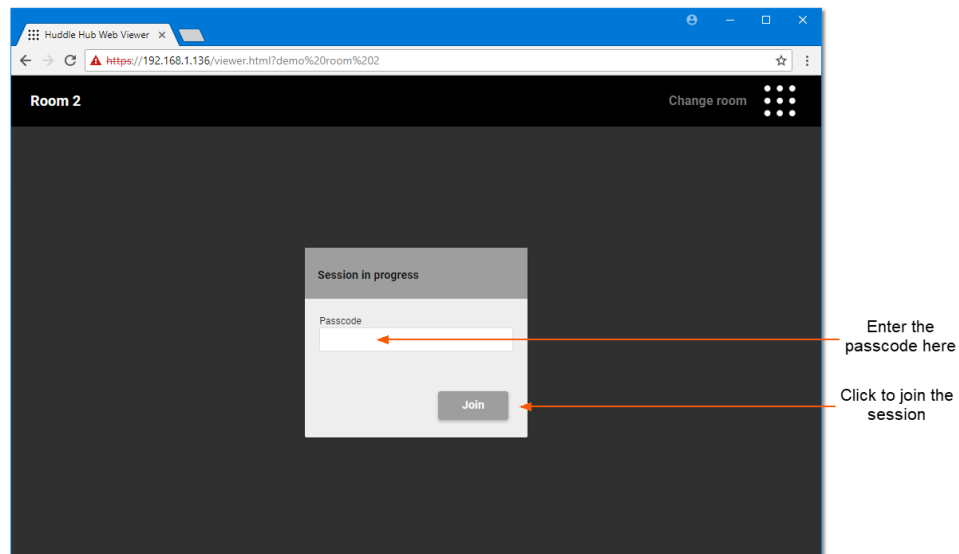 Huddle Hub Web Viewer
https://192.168.1.136/viewer.html?demo%20room%202
Room 2
Change room
Session in progress
Passcode
Enter the
passcode here
Join
Click to join the
session